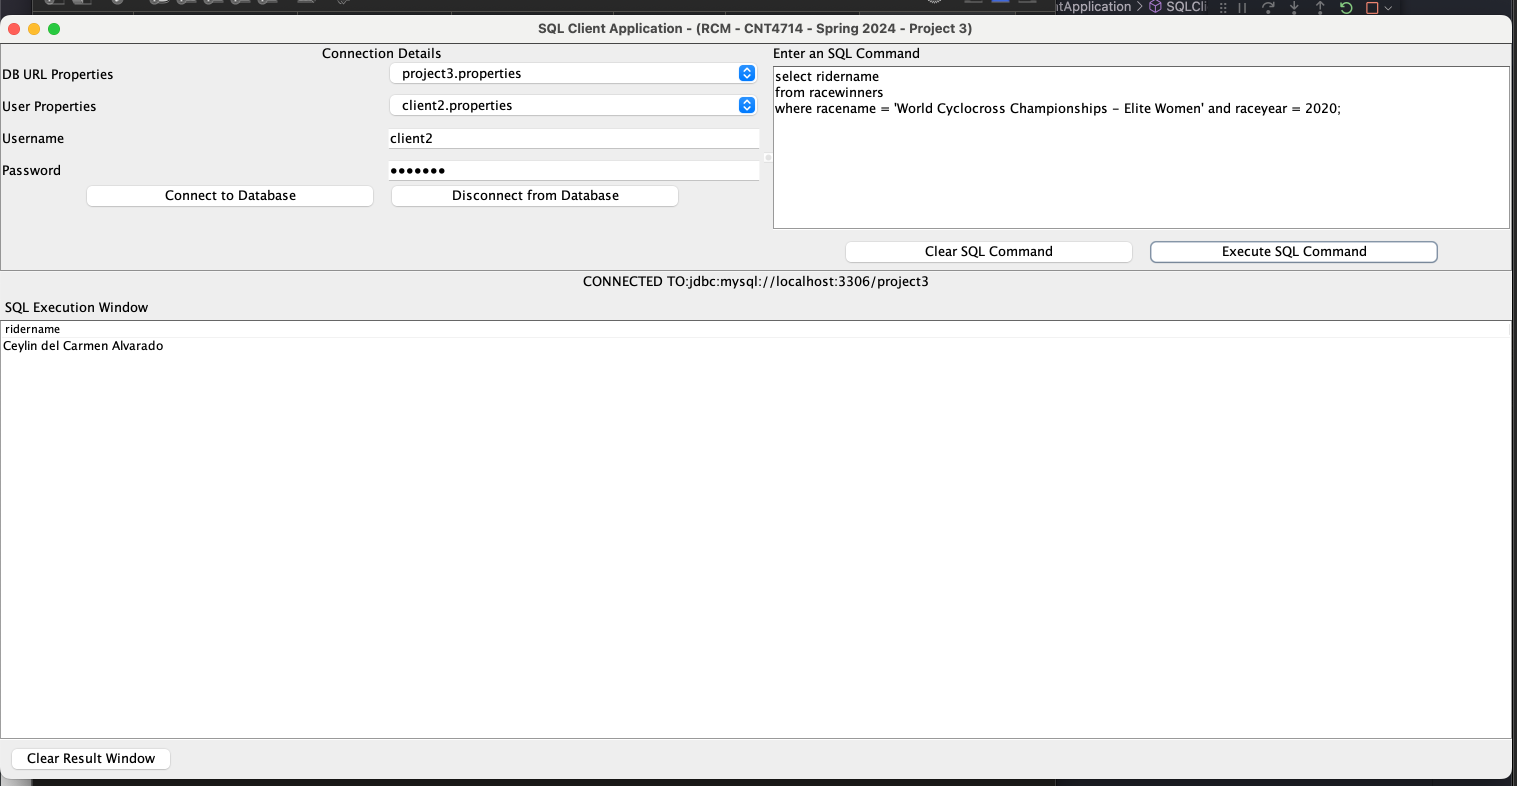 ntApplication > SQLCli
SQL Client Application - (RCM - CNT4714 - Spring 2024 - Project 3)
Connection Details
DB URL Properties
project3.properties
User Properties
client2.properties
Username
client2
Password
•••••••
Connect to Database
Disconnect from Database
Enter an SQL Command
select ridername
from racewinners
where racename = 'World Cyclocross Championships - Elite Women' and raceyear = 2020;
Clear SQL Command
Execute SQL Command
CONNECTED TO:jdbc:mysql://localhost:3306/project3
SQL Execution Window
ridername
Ceylin del Carmen Alvarado
Clear Result Window